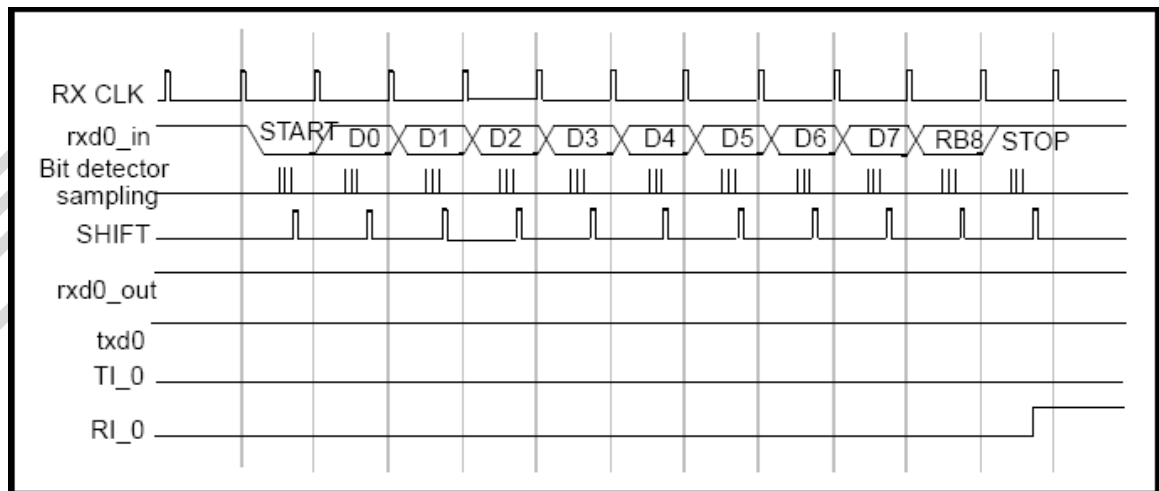 RX CLK
rxd0_in START D0 D1 D2 D3 D4 D5 D6 D7 RB8 STOP
Bit detector
sampling
SHIFT
rxd0_out
txd0
TI_0
RI_0